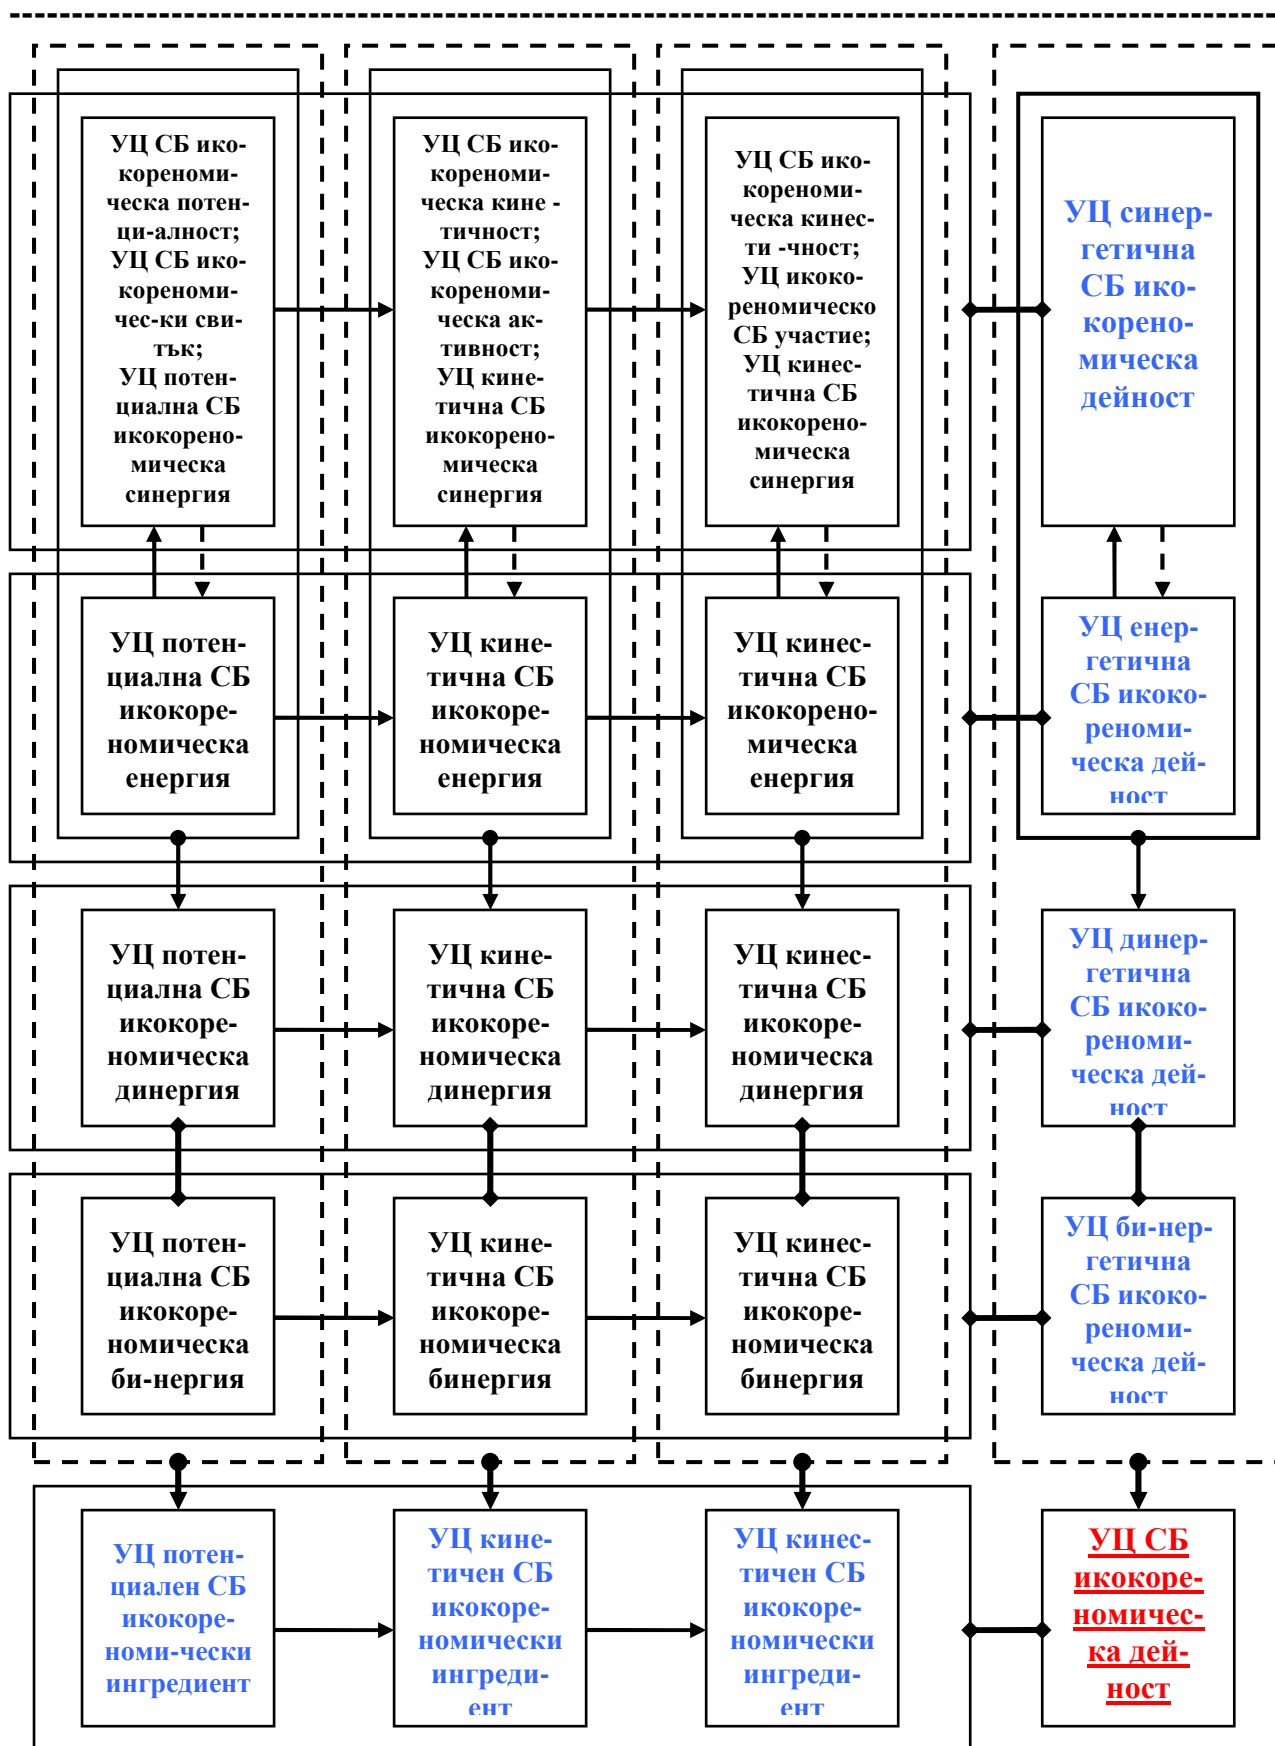 УЦ СБ ико-
кореноми-
ческа потен-
ци-алност;
УЦ СБ ико-
кореноми-
чес-ки сви-
тък;
УЦ потен-
циална СБ
икокорено-
мическа
синергия
УЦ СБ ико-
кореноми-
ческа кине -
тичност;
УЦ СБ ико-
кореноми-
ческа ак-
тивност;
УЦ кине-
тична СБ
икокорено-
мическа
синергия
УЦ СБ ико-
кореноми-
ческа кинес-
ти -чност;
УЦ икоко-
реномическо
СБ участие;
УЦ кинес-
тична СБ
икокорено-
мическа
синергия
УЦ синер-
гетична
СБ ико-
корено-
мическа
дейност
УЦ потен-
циална СБ
икокоре-
номическа
енергия
УЦ кине-
тична СБ
икокоре-
номическа
енергия
УЦ кинес-
тична СБ
икокорено-
мическа
енергия
УЦ енер-
гетична
СБ икоко-
реноми-
ческа дей-
ност
УЦ потен-
циална СБ
икокоре-
номическа
динергия
УЦ кине-
тична СБ
икокоре-
номическа
динергия
УЦ кинес-
тична СБ
икокоре-
номическа
динергия
УЦ динер-
гетична
СБ икоко-
реноми-
ческа дей-
ност
УЦ потен-
циална СБ
икокоре-
номическа
би-нергия
УЦ кине-
тична СБ
икокоре-
номическа
бинергия
УЦ кинес-
тична СБ
икокоре-
номическа
бинергия
УЦ би-нер-
гетична
СБ икоко-
реноми-
ческа дей-
ност
УЦ потен-
циален СБ
икокоре-
номи-чески
ингредиент
УЦ кине-
тичен СБ
икокоре-
номически
ингреди-
ент
УЦ кинес-
тичен СБ
икокоре-
номически
ингреди-
ент
УЦ СБ
икокоре-
номичес-
ка дей-
ност